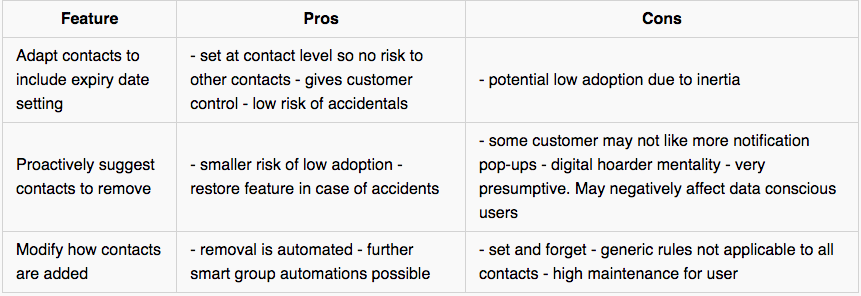 Feature
Pros
Cons
Adapt contacts to
include expiry date
setting
- set at contact level so no risk to
other contacts - gives customer
control - low risk of accidentals
- potential low adoption due to inertia
Proactively suggest
contacts to remove
- smaller risk of low adoption -
restore feature in case of accidents
- some customer may not like more notification
pop-ups - digital hoarder mentality - very
presumptive. May negatively affect data conscious
users
Modify how contacts
are added
- removal is automated - further
smart group automations possible
- set and forget - generic rules not applicable to all
contacts - high maintenance for user